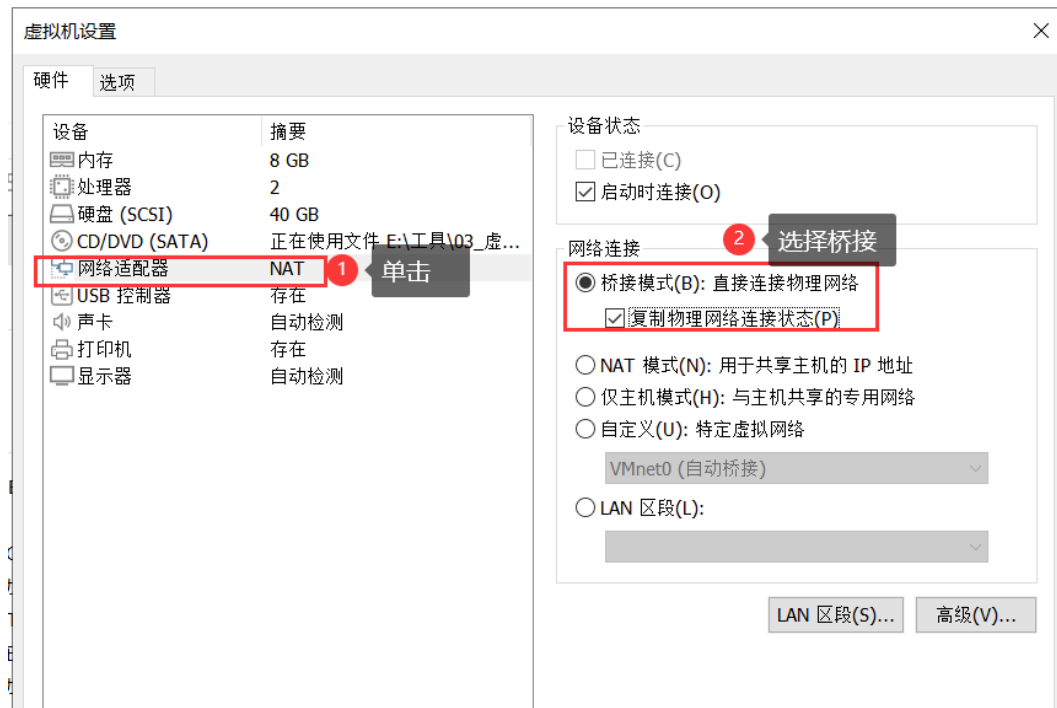 虚拟机设置
硬件 选项
设备 摘要
内存 8 GB
处理器 2
硬盘 (SCSI) 40 GB
CD/DVD (SATA) 正在使用文件 E:\工具\03_虚...
网络适配器 NAT
1 单击
USB 控制器 存在
声卡 自动检测
打印机 存在
显示器 自动检测
设备状态
已连接(C)
启动时连接(O)
2 选择桥接
网络连接
桥接模式(B): 直接连接物理网络
复制物理网络连接状态(P)
NAT 模式(N): 用于共享主机的 IP 地址
仅主机模式(H): 与主机共享的专用网络
自定义(U): 特定虚拟网络
VMnet0 (自动桥接)
LAN 区段(L):
LAN 区段(S)... 高级(V)...